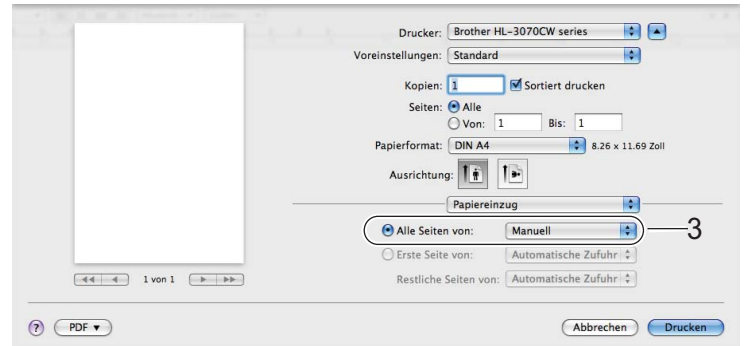 Drucker: Brother HL-3070CW series
Voreinstellungen: Standard
Kopien: 1 Sortiert drucken
Seiten: Alle
Von: 1 Bis: 1
Papierformat: DIN A4 8.26 x 11.69 Zoll
Ausrichtung:
Papiereinzug
Alle Seiten von: Manuell 3
Erste Seite von: Automatische Zufuhr
Restliche Seiten von: Automatische Zufuhr
1 von 1
? PDF ▼ Abbrechen Drucken